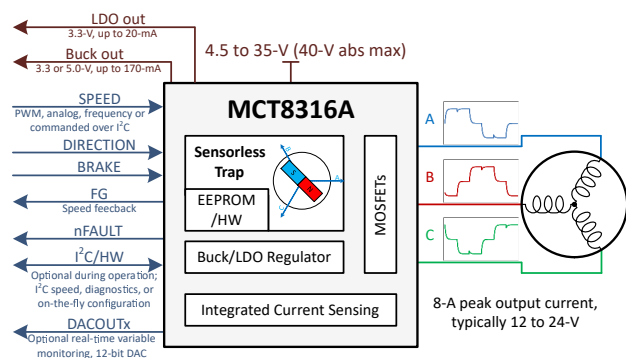 LDO out
3.3-V, up to 20-mA
Buck out
3.3 or 5.0-V, up to 170-mA
4.5 to 35-V (40-V abs max)
SPEED
PWM, analog, frequency or
commanded over I²C
DIRECTION
BRAKE
FG
Speed feecback
nFAULT
I²C/HW
Optional during operation;
I²C speed, diagnostics, or
on-the-fly configuration
DACOUTx
Optional real-time variable
monitoring, 12-bit DAC
MCT8316A
Sensorless
Trap
EEPROM
/HW
B
S
A
N
C
MOSFETs
Buck/LDO Regulator
Integrated Current Sensing
A
B
C
8-A peak output current,
typically 12 to 24-V